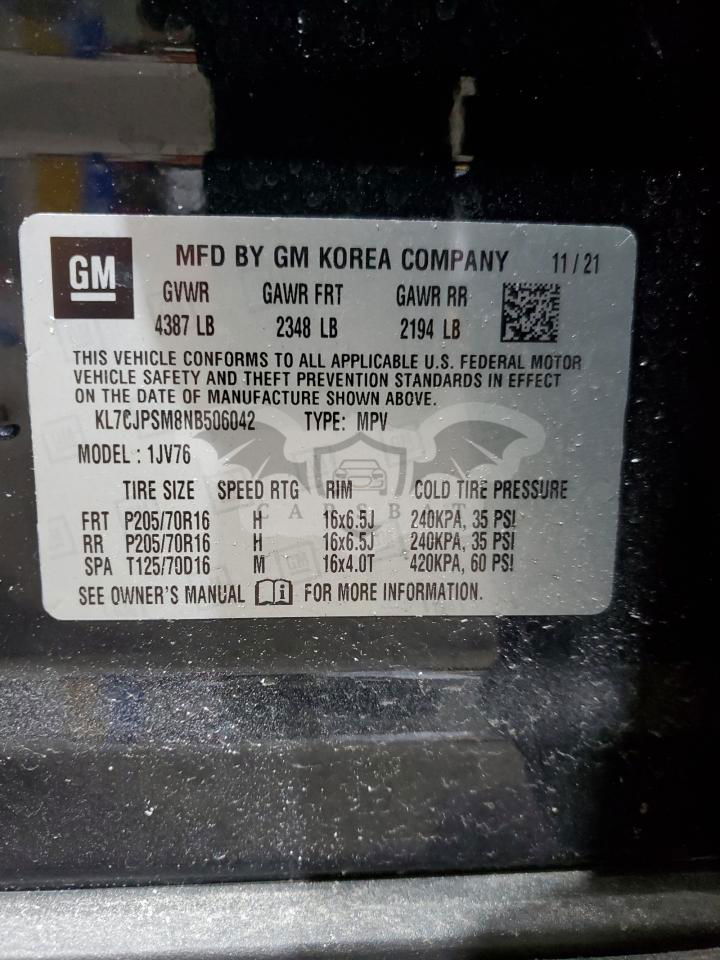 GM
MFD BY GM KOREA COMPANY 11/21
GVWR GAWR FRT GAWR RR
4387 LB 2348 LB 2194 LB
THIS VEHICLE CONFORMS TO ALL APPLICABLE U.S. FEDERAL MOTOR
VEHICLE SAFETY AND THEFT PREVENTION STANDARDS IN EFFECT
ON THE DATE OF MANUFACTURE SHOWN ABOVE.
KL7CJPSM8NB506042 TYPE: MPV
MODEL : 1JV76
TIRE SIZE SPEED RTG RIM COLD TIRE PRESSURE
FRT P205/70R16 H 16x6.5J 240KPA, 35 PSI
CARSBAT
RR P205/70R16 H 16x6.5J 240KPA, 35 PSI
SPA T125/70D16 M 16x4.0T 420KPA, 60 PSI
SEE OWNER'S MANUAL i FOR MORE INFORMATION.